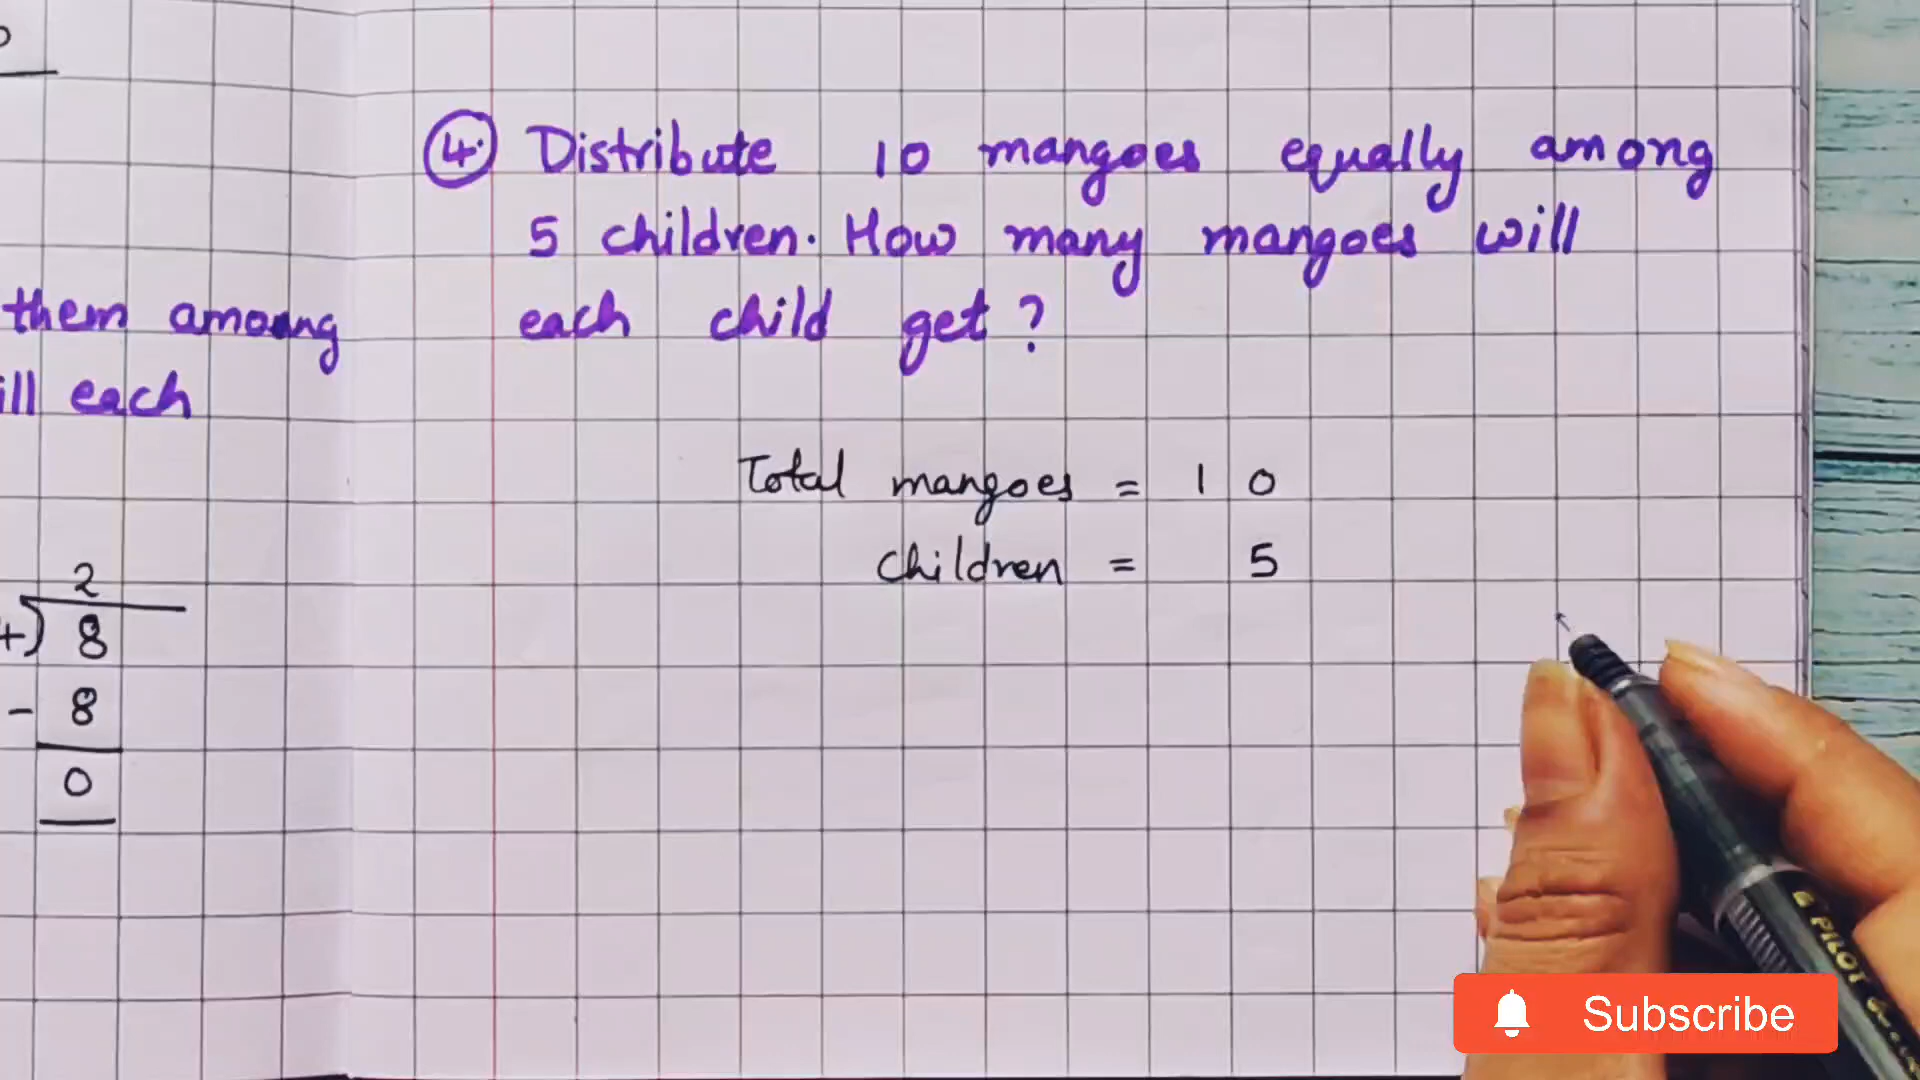 them among
ill each
2
8
- 8
0
4. Distribute 10 mangoes equally among
5 children. How many mangoes will
each child get?
Total mangoes = 10
children = 5
PILOT
Subscribe